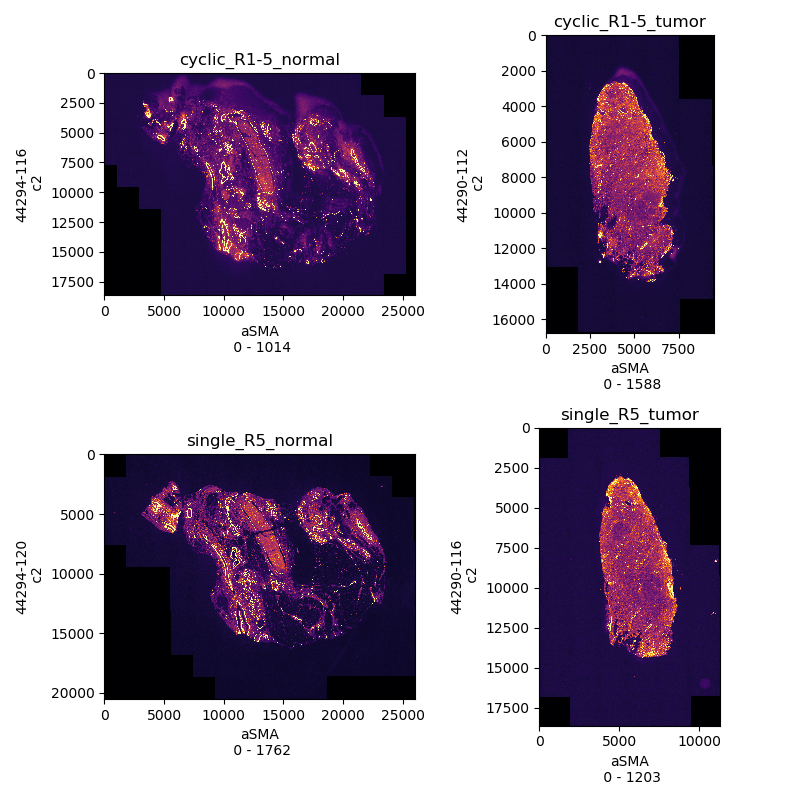 cyclic_R1-5_normal
0
2500
5000
7500
10000
12500
15000
17500
44294-116
c2
0 5000 10000 15000 20000 25000
aSMA
0 - 1014
cyclic_R1-5_tumor
0
2000
4000
6000
8000
10000
12000
14000
16000
44290-112
c2
0 2500 5000 7500
aSMA
0 - 1588
single_R5_normal
0
5000
10000
15000
20000
44294-120
c2
0 5000 10000 15000 20000 25000
aSMA
0 - 1762
single_R5_tumor
0
2500
5000
7500
10000
12500
15000
17500
44290-116
c2
0 5000 10000
aSMA
0 - 1203